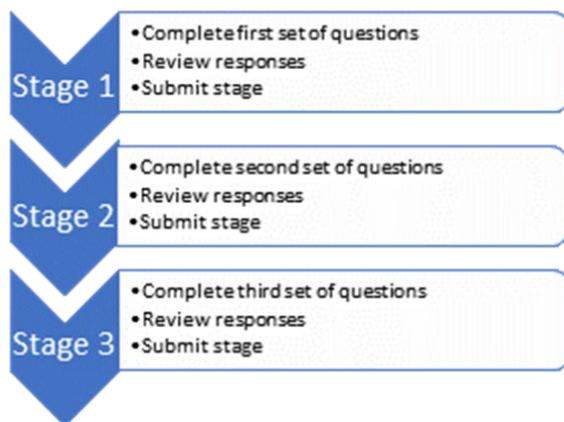 Stage 1
•Complete first set of questions
•Review responses
•Submit stage
Stage 2
•Complete second set of questions
•Review responses
•Submit stage
Stage 3
•Complete third set of questions
•Review responses
•Submit stage